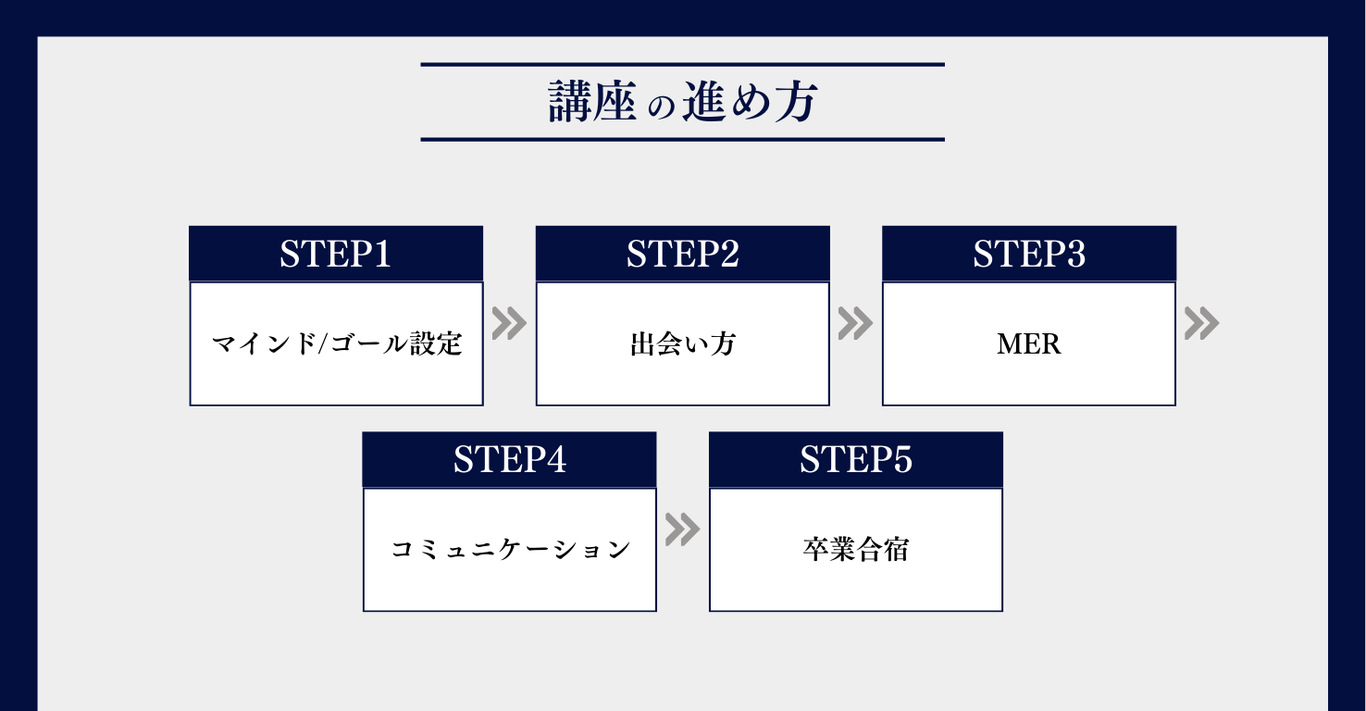 講座の進め方
STEP1
マインド/ゴール設定
STEP2
出会い方
STEP3
MER
STEP4
コミュニケーション
STEP5
卒業合宿